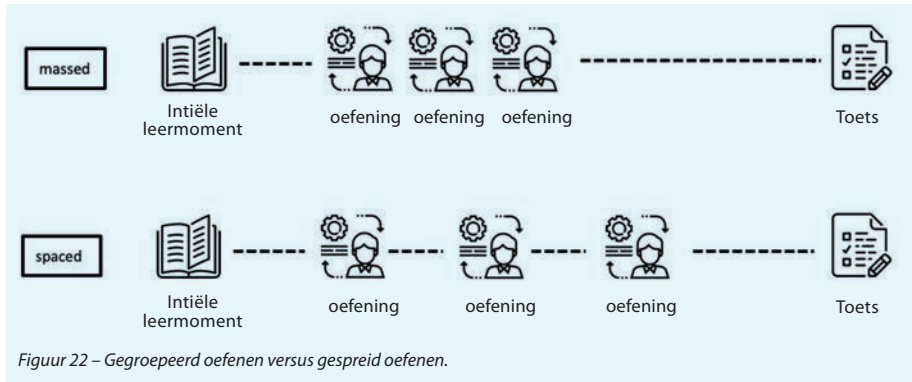 massed
Intiële
leermoment
oefening oefening oefening
Toets
spaced
Intiële
leermoment
oefening oefening oefening
Toets
Figuur 22 – Gegroepeerd oefenen versus gespreid oefenen.